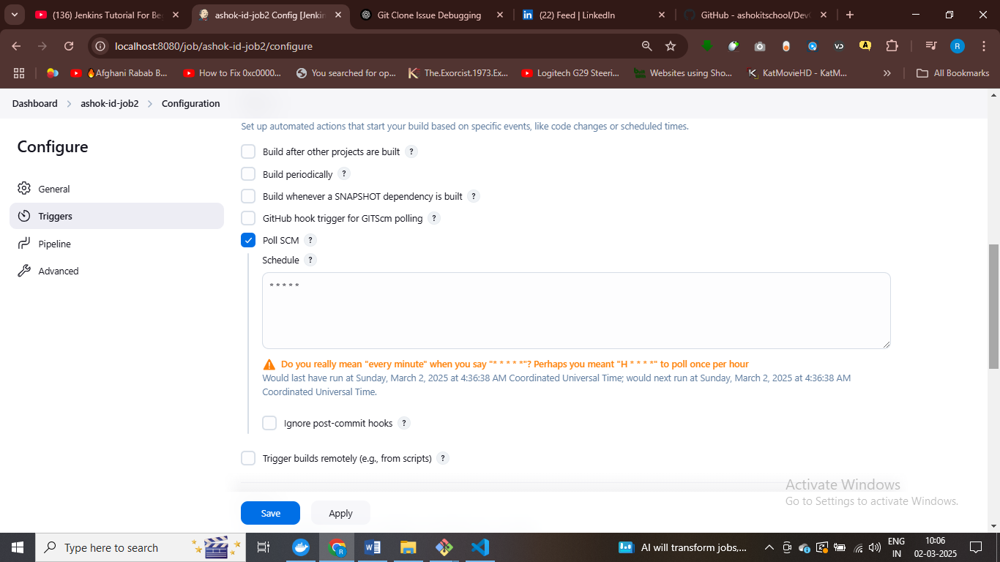 (136) Jenkins Tutorial For Be
ashok-id-job2 Config [Jenkin
Git Clone Issue Debugging
(22) Feed | LinkedIn
GitHub - ashokitschool/DevO
localhost:8080/job/ashok-id-job2/configure
R
Afghani Rabab B...
How to Fix 0xc0000...
You searched for op...
The.Exorcist.1973.Ex...
Logitech G29 Steeri...
Websites using Sho...
KatMovieHD - KatM...
All Bookmarks
Dashboard > ashok-id-job2 > Configuration
Configure
General
Triggers
Pipeline
Advanced
Set up automated actions that start your build based on specific events, like code changes or scheduled times.
Build after other projects are built ?
Build periodically ?
Build whenever a SNAPSHOT dependency is built ?
GitHub hook trigger for GITScm polling ?
Poll SCM ?
Schedule ?
* * * * *
Do you really mean "every minute" when you say "* * * * *"? Perhaps you meant "H * * * *" to poll once per hour
Would last have run at Sunday, March 2, 2025 at 4:36:38 AM Coordinated Universal Time; would next run at Sunday, March 2, 2025 at 4:36:38 AM
Coordinated Universal Time.
Ignore post-commit hooks ?
Trigger builds remotely (e.g., from scripts) ?
Save
Apply
Activate Windows
Go to Settings to activate Windows.
Type here to search
AI will transform jobs,...
ENG
IN
10:06
02-03-2025